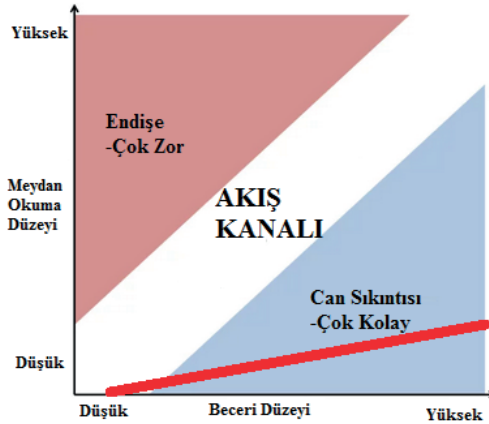 Yüksek
Endişe
-Çok Zor
Meydan
Okuma
Düzeyi
AKIŞ
KANALI
Can Sıkıntısı
-Çok Kolay
Düşük
Düşük
Beceri Düzeyi
Yüksek